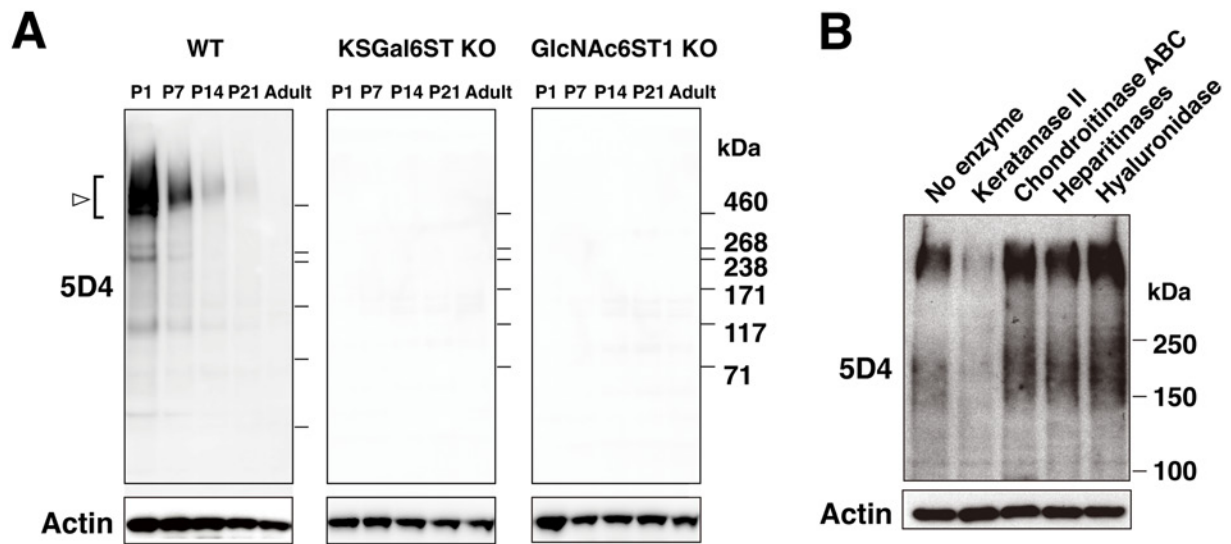 A
WT
KSGal6ST KO
GlcNAc6ST1 KO
P1 P7 P14 P21 Adult
P1 P7 P14 P21 Adult
P1 P7 P14 P21 Adult
kDa
460
268
238
171
117
71
5D4
Actin
B
No enzyme
Keratanase II
Chondroitinase ABC
Heparitinases
Hyaluronidase
kDa
250
150
100
5D4
Actin